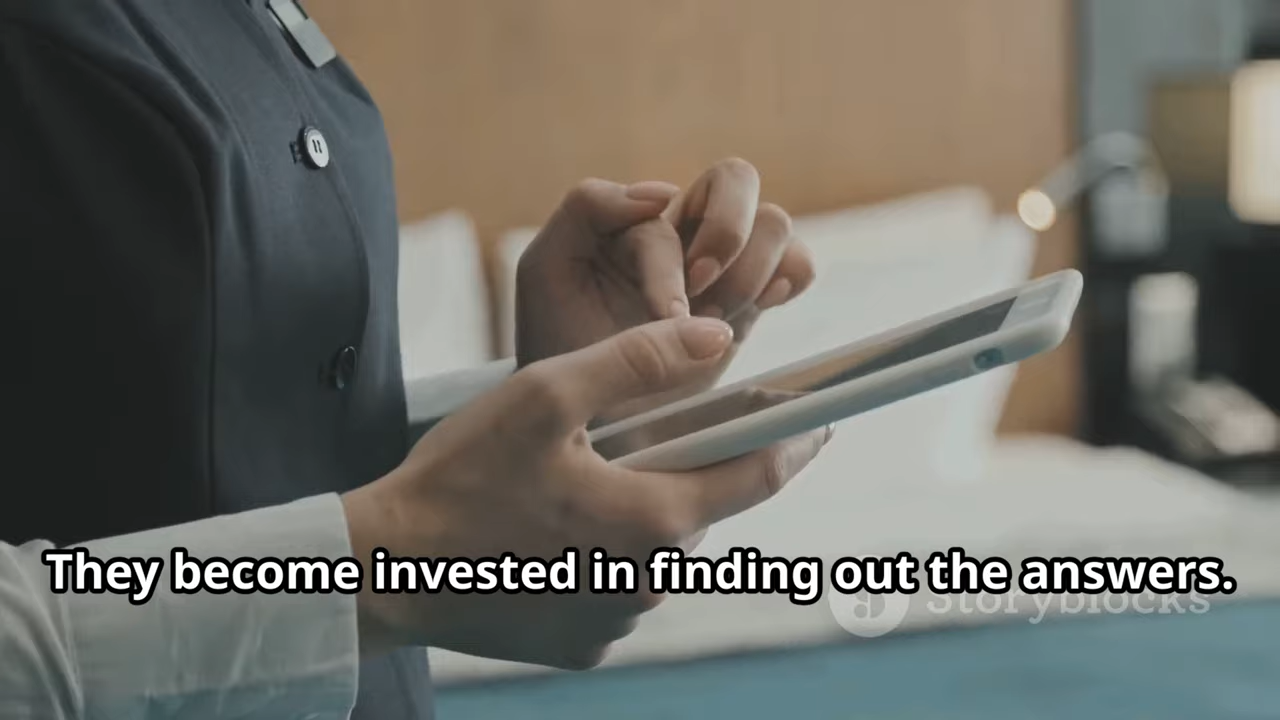 They become invested in finding out the answers.
Storyblocks